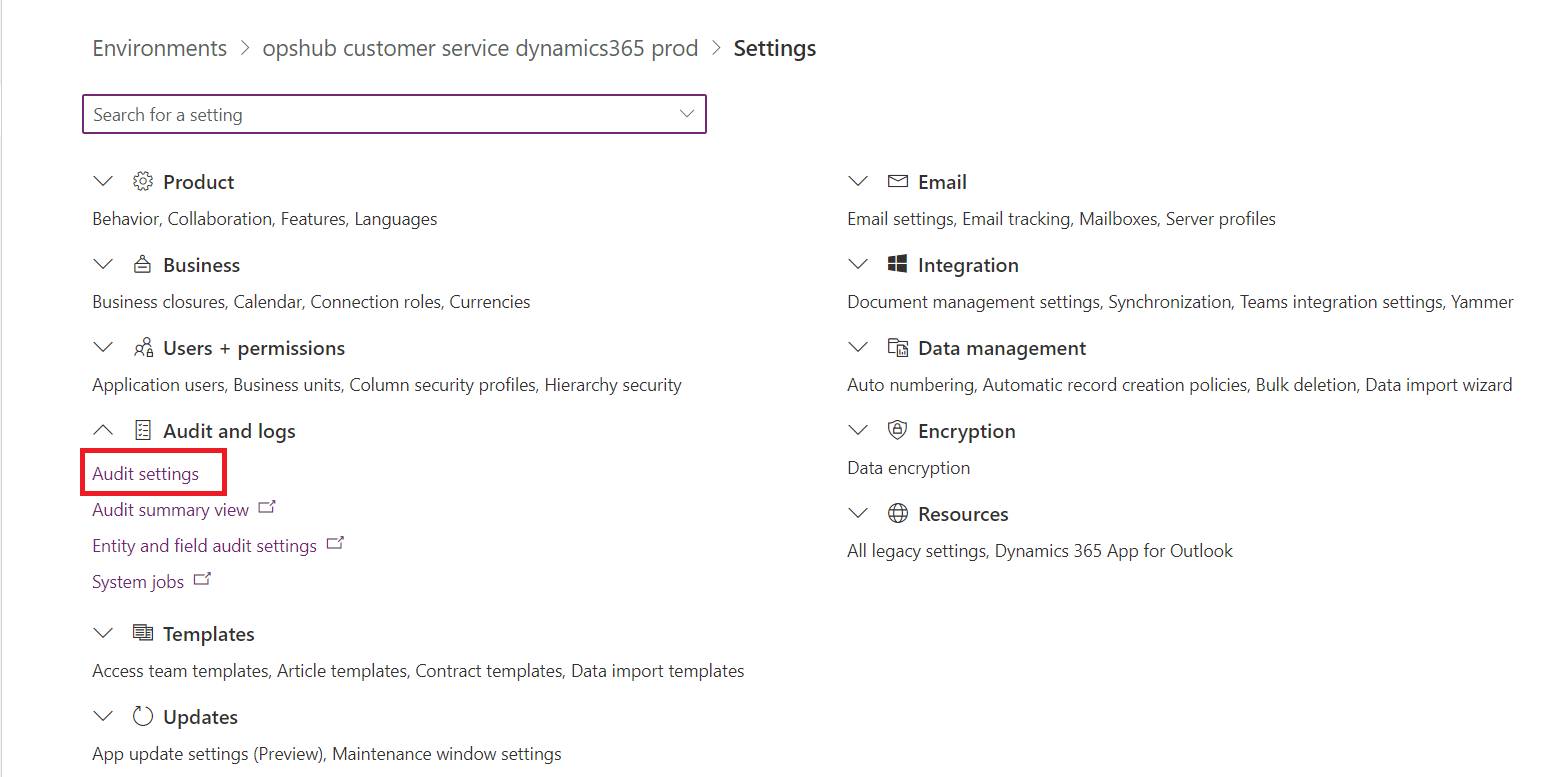 Environments > opshub customer service dynamics365 prod > Settings
Search for a setting
Product
Behavior, Collaboration, Features, Languages
Business
Business closures, Calendar, Connection roles, Currencies
Users + permissions
Application users, Business units, Column security profiles, Hierarchy security
Audit and logs
Audit settings
Audit summary view
Entity and field audit settings
System jobs
Templates
Access team templates, Article templates, Contract templates, Data import templates
Updates
App update settings (Preview), Maintenance window settings
Email
Email settings, Email tracking, Mailboxes, Server profiles
Integration
Document management settings, Synchronization, Teams integration settings, Yammer
Data management
Auto numbering, Automatic record creation policies, Bulk deletion, Data import wizard
Encryption
Data encryption
Resources
All legacy settings, Dynamics 365 App for Outlook